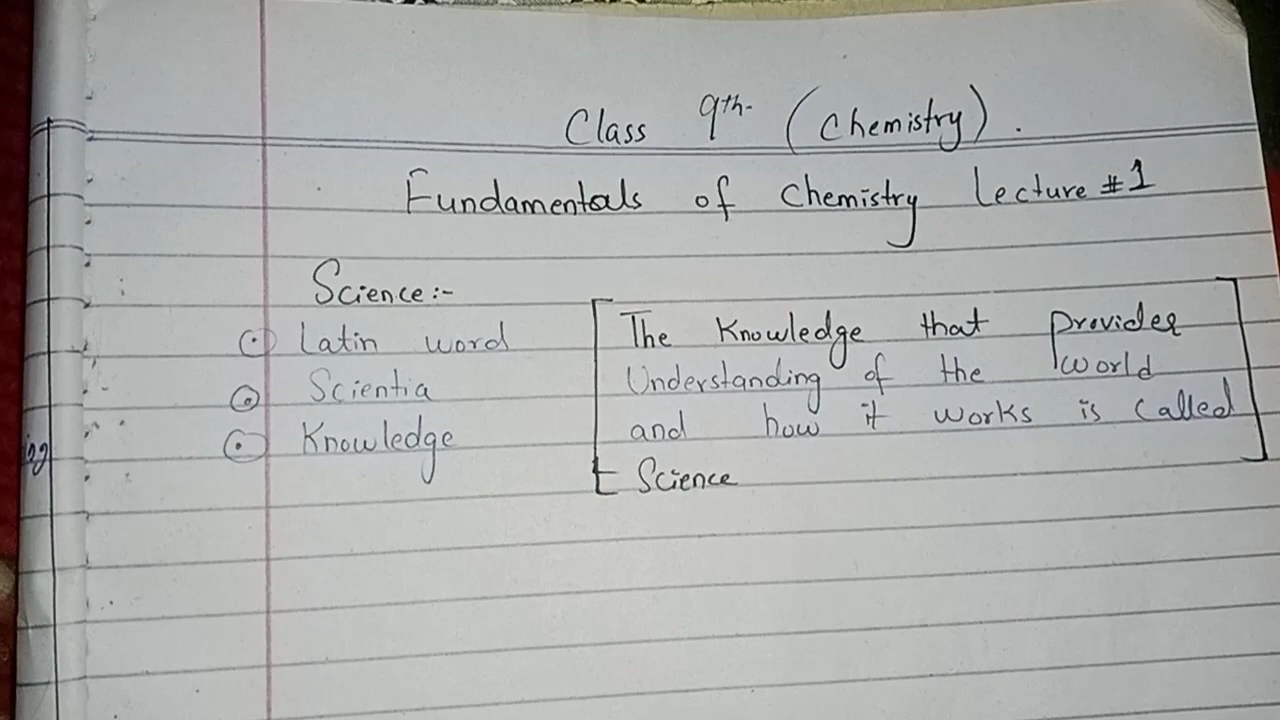 Class 9th. (Chemistry).
Fundamentals of Chemistry Lecture #1
Science:-
Latin word
Scientia
Knowledge
The Knowledge that provides
Understanding of the world
and how it works is called
Science